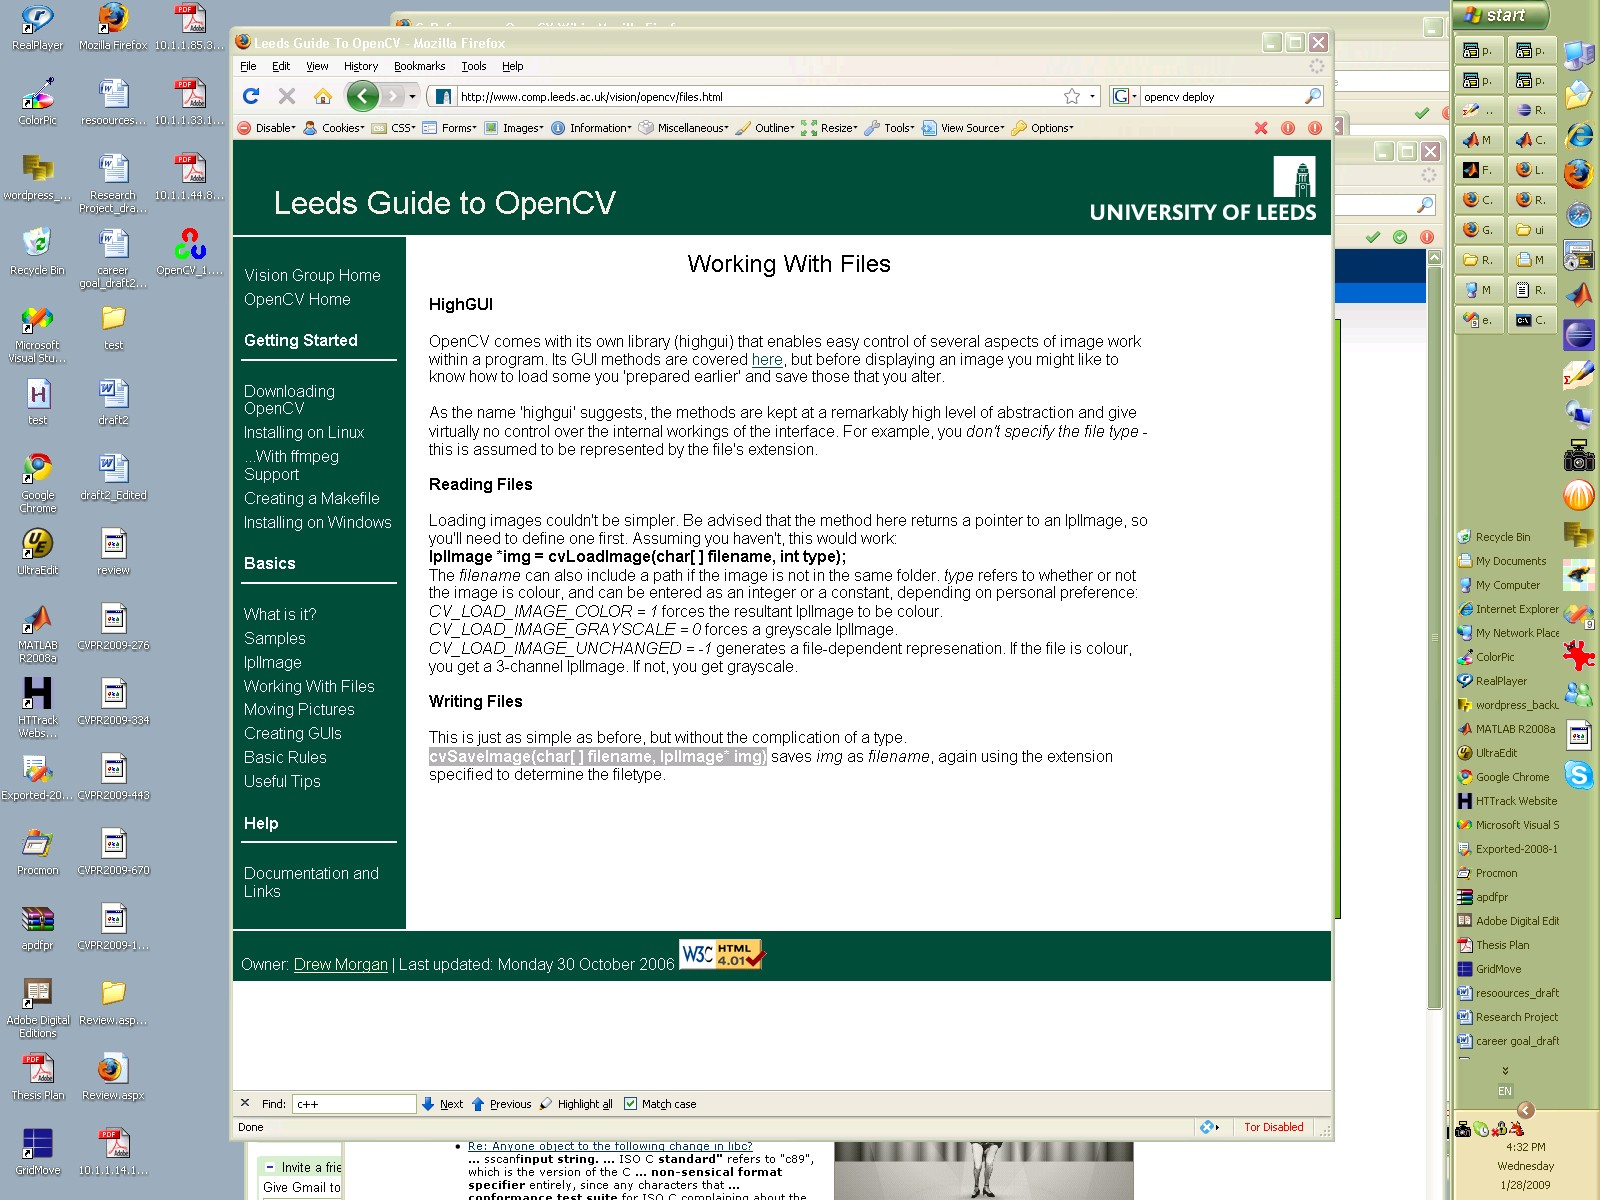 Leeds Guide To OpenCV - Mozilla Firefox
File Edit View History Bookmarks Tools Help
http://www.comp.leeds.ac.uk/vision/opencv/files.html
opencv deploy
Disable Cookies CSS Forms Images Information Miscellaneous Outline Resize Tools View Source Options
Leeds Guide to OpenCV
UNIVERSITY OF LEEDS
Vision Group Home
OpenCV Home
Getting Started
Downloading
OpenCV
Installing on Linux
...With ffmpeg
Support
Creating a Makefile
Installing on Windows
Basics
What is it?
Samples
IplImage
Working With Files
Moving Pictures
Creating GUIs
Basic Rules
Useful Tips
Help
Documentation and
Links
Working With Files
HighGUI
OpenCV comes with its own library (highgui) that enables easy control of several aspects of image work
within a program. Its GUI methods are covered here, but before displaying an image you might like to
know how to load some you 'prepared earlier' and save those that you alter.
As the name 'highgui' suggests, the methods are kept at a remarkably high level of abstraction and give
virtually no control over the internal workings of the interface. For example, you don't specify the file type -
this is assumed to be represented by the file's extension.
Reading Files
Loading images couldn't be simpler. Be advised that the method here returns a pointer to an IplImage, so
you'll need to define one first. Assuming you haven't, this would work:
IplImage *img = cvLoadImage(char[ ] filename, int type);
The filename can also include a path if the image is not in the same folder. type refers to whether or not
the image is colour, and can be entered as an integer or a constant, depending on personal preference:
CV_LOAD_IMAGE_COLOR = 1 forces the resultant IplImage to be colour.
CV_LOAD_IMAGE_GRAYSCALE = 0 forces a greyscale IplImage.
CV_LOAD_IMAGE_UNCHANGED = -1 generates a file-dependent represenation. If the file is colour,
you get a 3-channel IplImage. If not, you get grayscale.
Writing Files
This is just as simple as before, but without the complication of a type.
cvSaveImage(char[ ] filename, IplImage* img) saves img as filename, again using the extension
specified to determine the filetype.
Owner: Drew Morgan | Last updated: Monday 30 October 2006
W3C HTML 4.01
Find: c++ Next Previous Highlight all Match case
Done
Tor Disabled
Invite a frie
Give Gmail to
Re: Anyone object to the following change in libc?
... sscanfinput string. ... ISO C standard" refers to "c89",
which is the version of the C ... non-sensical format
specifier entirely, since any characters that ...
conformance test suite for ISO C complaining about the
RealPlayer
Mozilla Firefox
10.1.1.85.3...
ColorPic
resoources...
10.1.1.33.1...
wordpress_...
Research
Project_dra...
10.1.1.44.8...
Recycle Bin
career
goal_draft2...
OpenCV_1....
Microsoft
Visual Stu...
test
test
draft2
Google
Chrome
draft2_Edited
UltraEdit
review
MATLAB
R2008a
CVPR2009-276
HTTrack
Webs...
CVPR2009-334
Exported-20...
CVPR2009-443
Procmon
CVPR2009-670
apdfpr
CVPR2009-1...
Adobe Digital
Editions
Review.asp...
Thesis Plan
Review.aspx
GridMove
10.1.1.14.1...
start
p. p.
p. p.
.. R.
M C.
F. L.
C. R.
G. ui
R. M
M R.
e. C.
Recycle Bin
My Documents
My Computer
Internet Explorer
My Network Place
ColorPic
RealPlayer
wordpress_backu
MATLAB R2008a
UltraEdit
Google Chrome
HTTrack Website
Microsoft Visual S
Exported-2008-1
Procmon
apdfpr
Adobe Digital Edit
Thesis Plan
GridMove
resoources_draft
Research Project
career goal_draft
EN
4:32 PM
Wednesday
1/28/2009